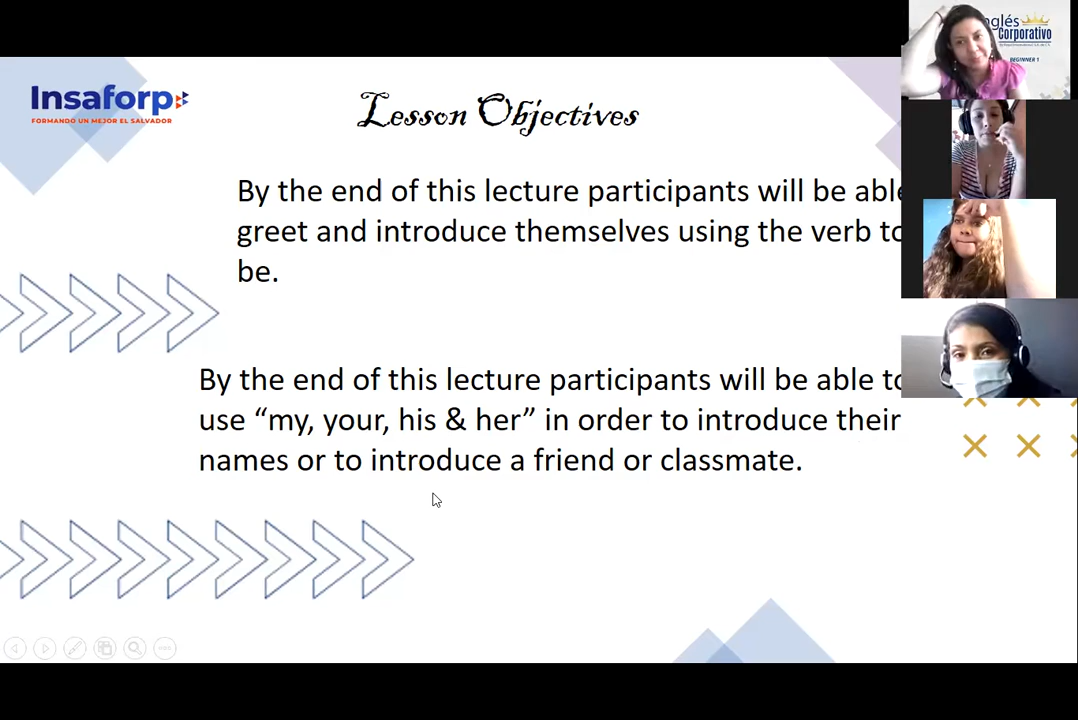 Insaforp
FORMANDO UN MEJOR EL SALVADOR
Lesson Objectives
By the end of this lecture participants will be able
greet and introduce themselves using the verb to
be.
By the end of this lecture participants will be able to
use “my, your, his & her” in order to introduce their
names or to introduce a friend or classmate.
nglés
Corporativo
BEGINNER 1